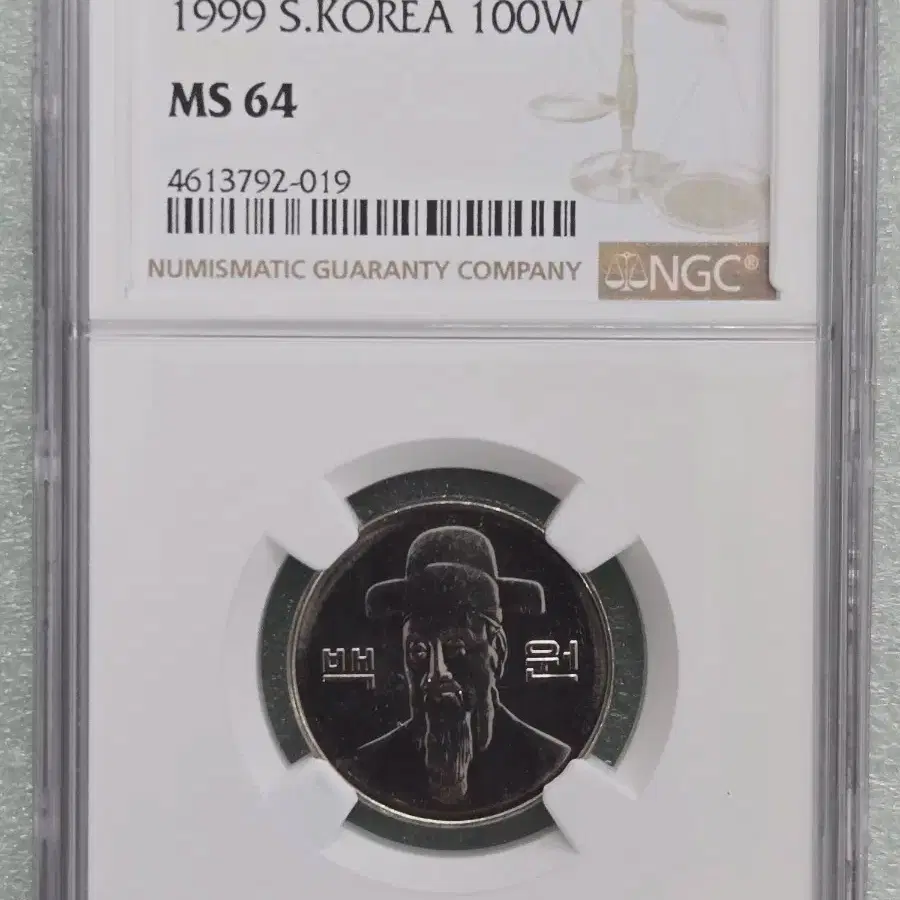 1999 S.KOREA 100W
MS 64
4613792-019
NUMISMATIC GUARANTY COMPANY NGC®
백 원